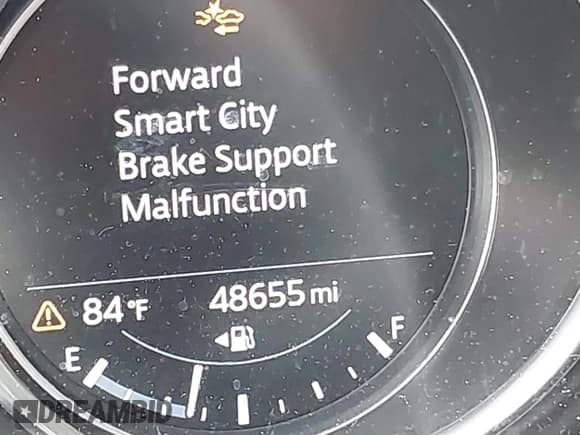 Forward
Smart City
Brake Support
Malfunction
84°F 48655 mi
E F
DREAMBID